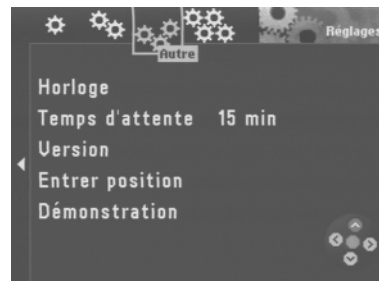 Réglages
Autre
Horloge
Temps d'attente 15 min
Version
Entrer position
Démonstration